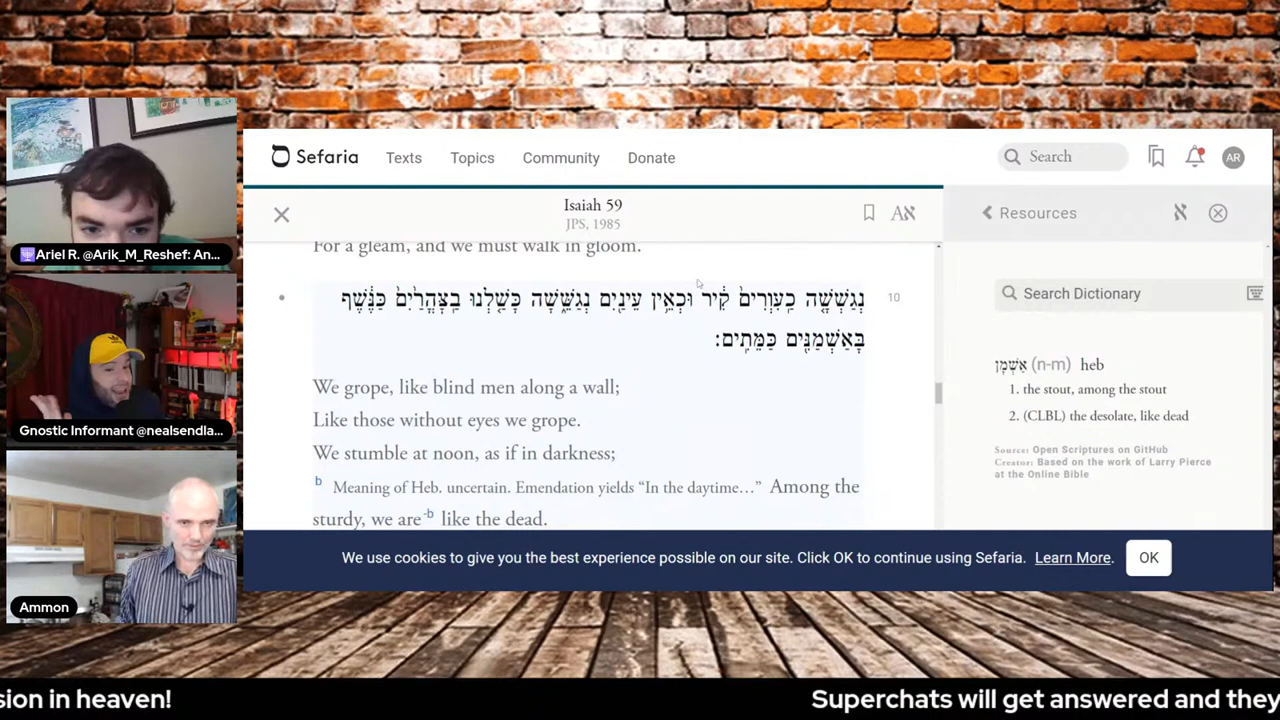 Sefaria
Texts
Topics
Community
Donate
Search
AR
Isaiah 59
JPS, 1985
Aא
Resources
א
For a gleam, and we must walk in gloom.
נְגַשְׁשָׁ֤ה כַֽעִוְרִים֙ קִ֔יר וּכְאֵ֥ין עֵינַ֖יִם נְגַשֵּׁ֑שָׁה כָּשַׁ֤לְנוּ בַֽצׇּהֳרַ֙יִם֙ כַּנֶּ֔שֶׁף
10
בָּאַשְׁמַנִּ֖ים כַּמֵּתִֽים׃
We grope, like blind men along a wall;
Like those without eyes we grope.
We stumble at noon, as if in darkness;
b Meaning of Heb. uncertain. Emendation yields “In the daytime…” Among the
sturdy, we are -b like the dead.
Search Dictionary
אַשְׁמָן (n-m) heb
1. the stout, among the stout
2. (CLBL) the desolate, like dead
Source: Open Scriptures on GitHub
Creator: Based on the work of Larry Pierce
at the Online Bible
We use cookies to give you the best experience possible on our site. Click OK to continue using Sefaria. Learn More.
OK
Ariel R. @Arik_M_Reshef: An...
Gnostic Informant @nealsendla...
Ammon
sion in heaven!
Superchats will get answered and they